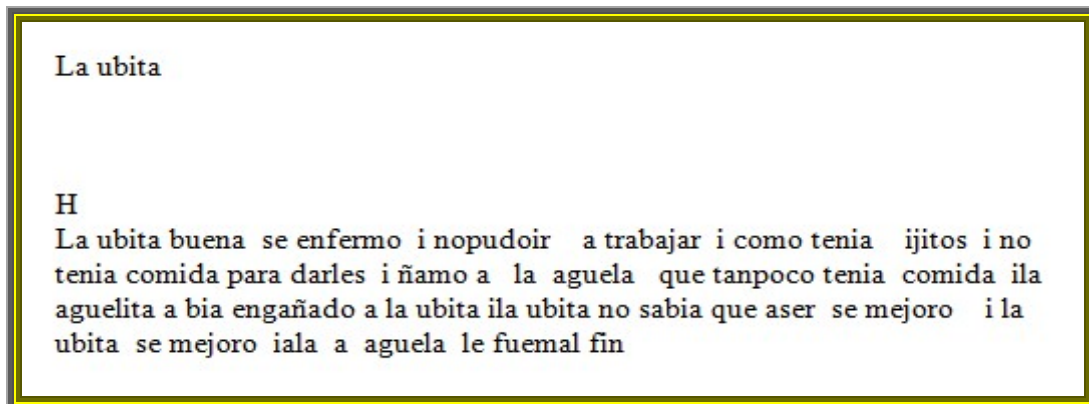 La ubita
H
La ubita buena  se enfermo  i nopudoir    a trabajar  i como tenia    ijitos  i no
tenia comida para darles  i ñamo a   la  aguela   que tanpoco tenia  comida  ila
aguelita a bia engañado a la ubita ila ubita no sabia que aser  se mejoro    i la
ubita  se mejoro  iala  a  aguela  le fuemal fin